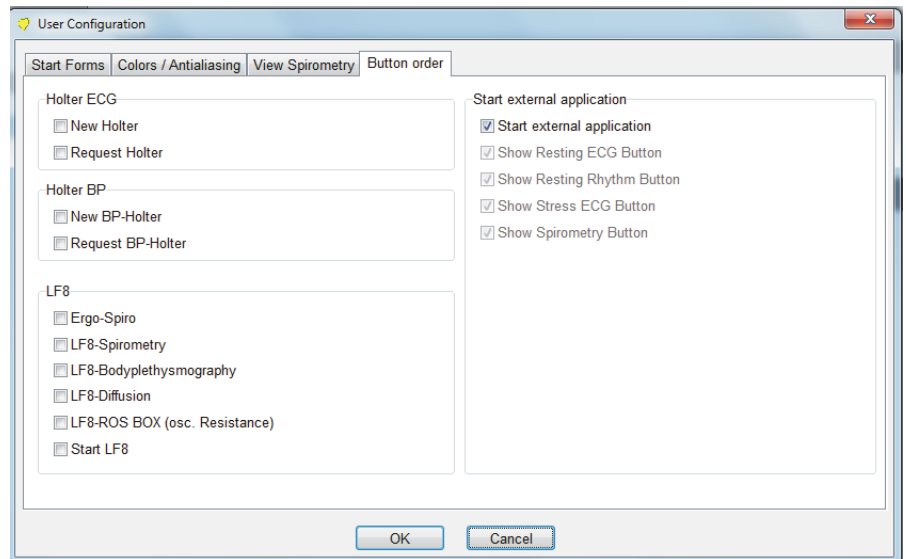 User Configuration
x
Start Forms
Colors / Antialiasing
View Spirometry
Button order
Holter ECG
New Holter
Request Holter
Holter BP
New BP-Holter
Request BP-Holter
LF8
Ergo-Spiro
LF8-Spirometry
LF8-Bodyplethysmography
LF8-Diffusion
LF8-ROS BOX (osc. Resistance)
Start LF8
Start external application
Start external application
Show Resting ECG Button
Show Resting Rhythm Button
Show Stress ECG Button
Show Spirometry Button
OK
Cancel